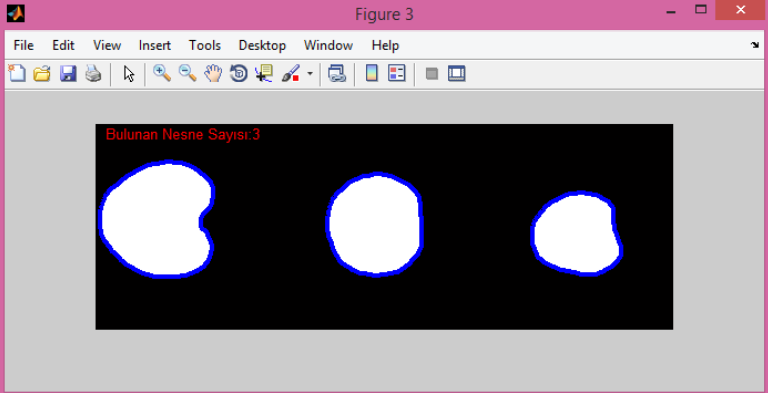 Figure 3
File Edit View Insert Tools Desktop Window Help
Bulunan Nesne Sayısı:3